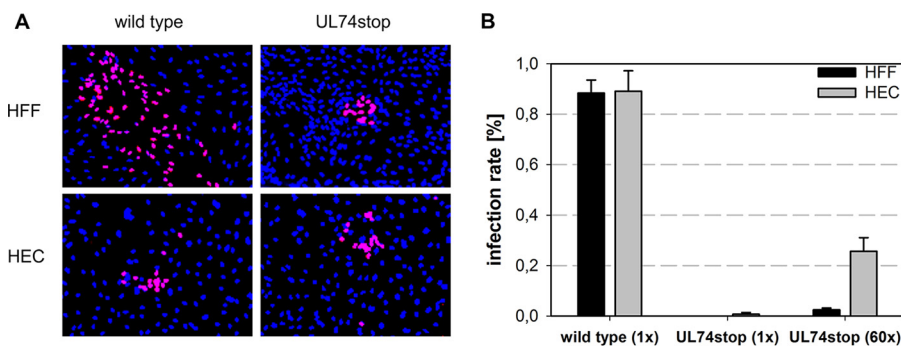 A
wild type
UL74stop
HFF
HEC
B
infection rate [%]
1,0
0,8
0,6
0,4
0,2
0,0
HFF
HEC
wild type (1x)
UL74stop (1x)
UL74stop (60x)